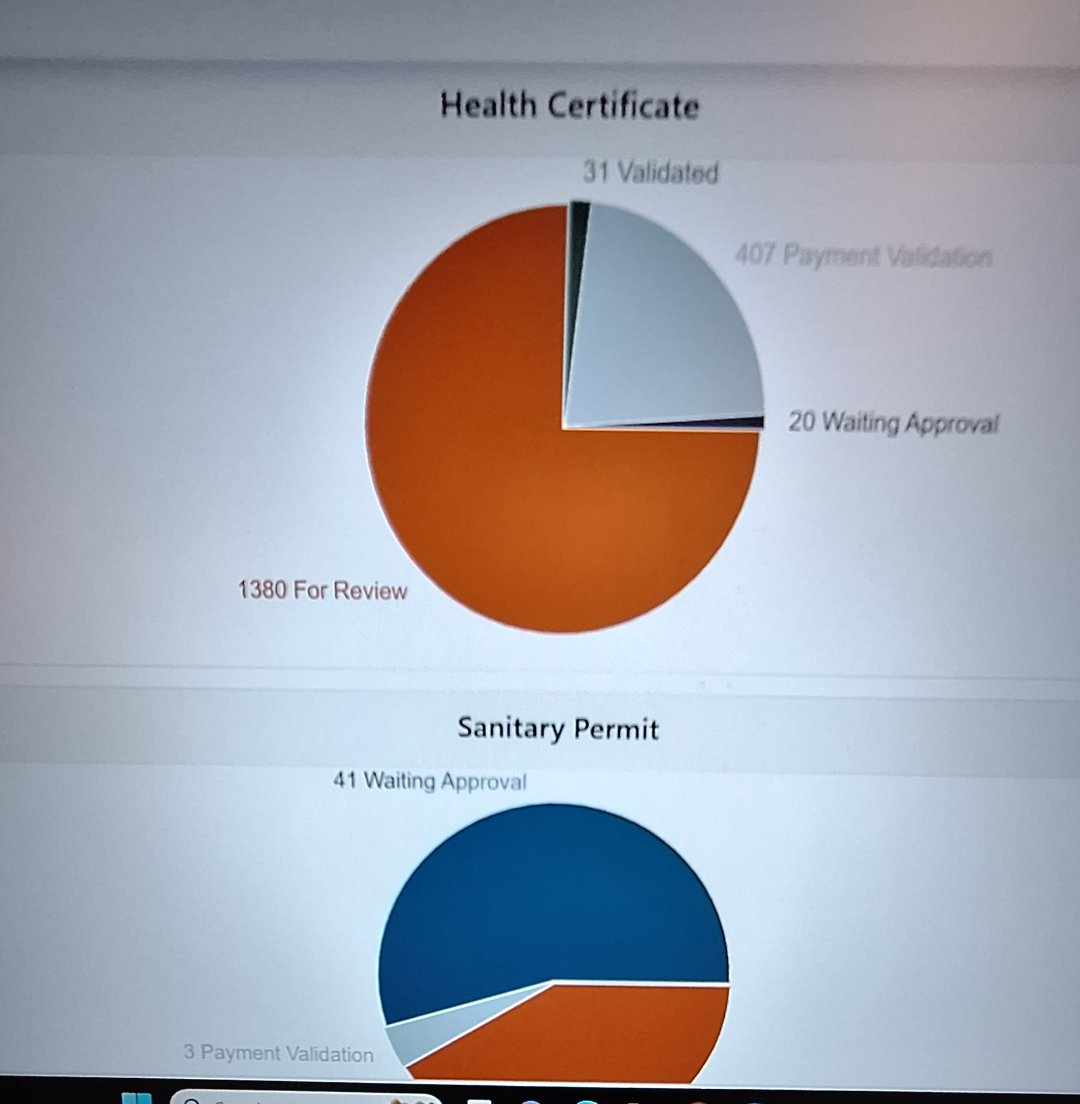 Health Certificate
31 Validated
407 Payment Validation
20 Waiting Approval
1380 For Review
Sanitary Permit
41 Waiting Approval
3 Payment Validation